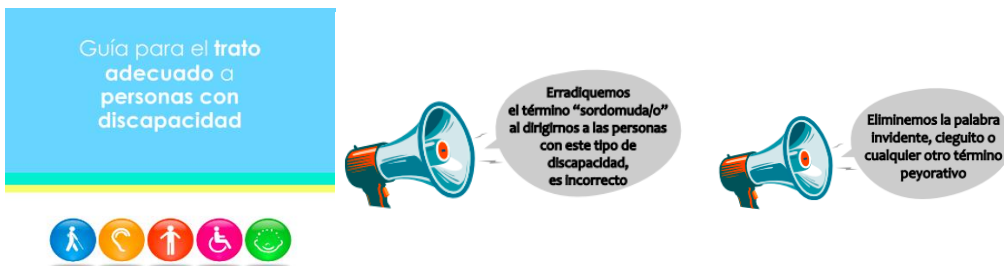 Guía para el trato
adecuado a
personas con
discapacidad
Erradiquemos
el término “sordomuda/o”
al dirigirnos a las personas
con este tipo de
discapacidad,
es incorrecto
Eliminemos la palabra
invidente, cieguito o
cualquier otro término
peyorativo